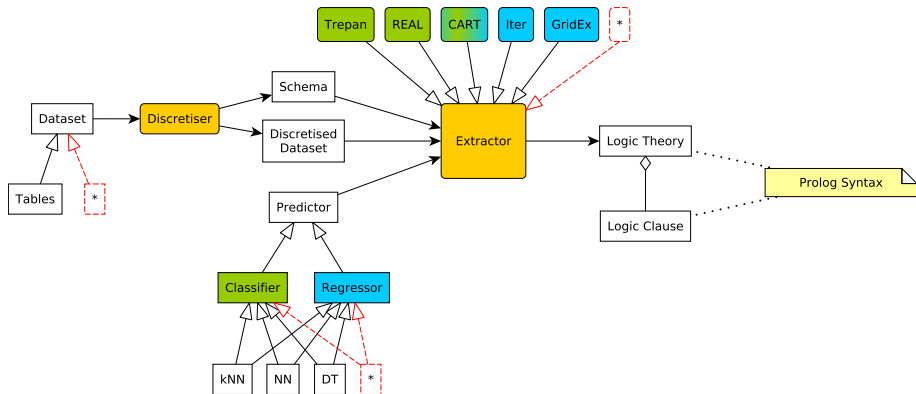 Trepan
REAL
CART
Iter
GridEx
*
Schema
Dataset
Discretiser
Discretised
Dataset
Extractor
Logic Theory
Tables
*
Predictor
Prolog Syntax
Logic Clause
Classifier
Regressor
kNN
NN
DT
*